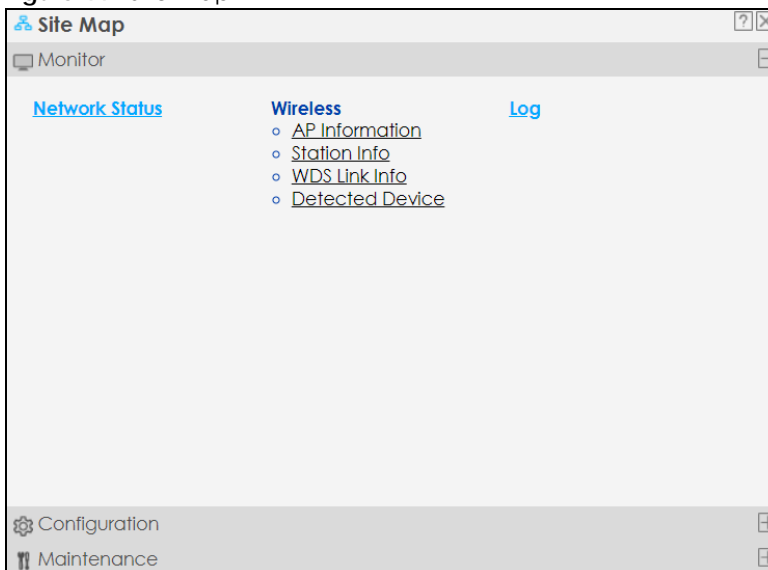 Site Map
Monitor
Network Status
Wireless
AP Information
Station Info
WDS Link Info
Detected Device
Log
Configuration
Maintenance